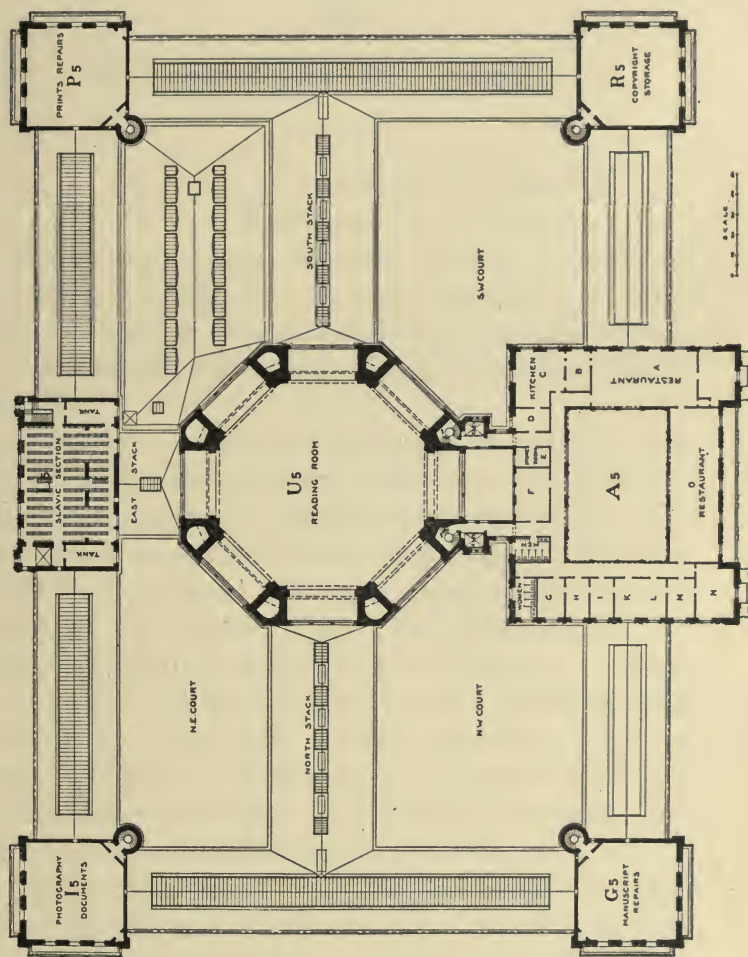 PRINTS REPAIRS
P5
R5
COPYRIGHT
STORAGE
SOUTH STACK
S.W. COURT
SCALE
TANK
SLAVIC SECTION
TANK
EAST STACK
U5
READING ROOM
KITCHEN
C
B
A
RESTAURANT
D
E
F
A5
O
RESTAURANT
MEN
WOMEN
G
H
I
K
L
M
N
N.E. COURT
NORTH STACK
N.W. COURT
PHOTOGRAPHY
I5
DOCUMENTS
G5
MANUSCRIPT
REPAIRS